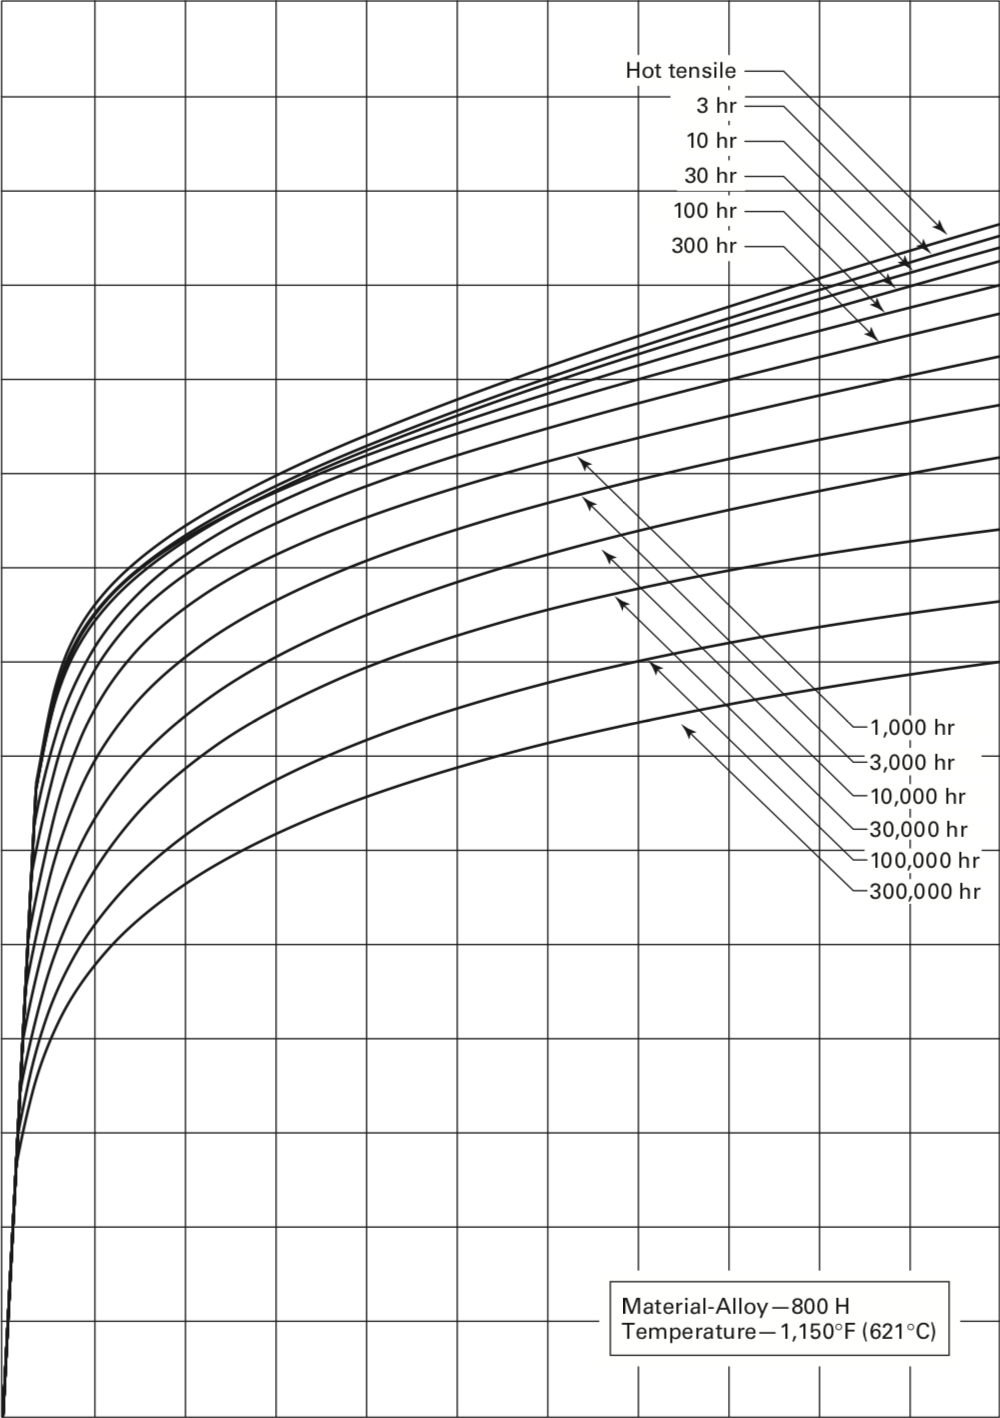 Hot tensile
3 hr
10 hr
30 hr
100 hr
300 hr
1,000 hr
3,000 hr
10,000 hr
30,000 hr
100,000 hr
300,000 hr
Material-Alloy—800 H
Temperature—1,150°F (621°C)